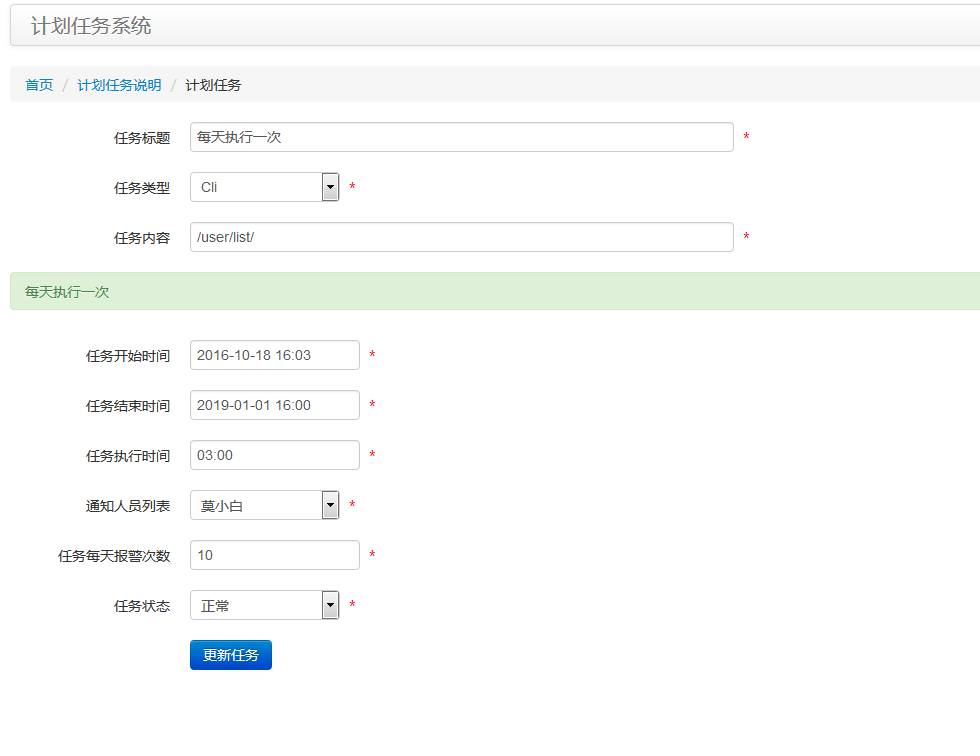 计划任务系统
首页 / 计划任务说明 / 计划任务
任务标题 每天执行一次 *
任务类型 Cli *
任务内容 /user/list/ *
每天执行一次
任务开始时间 2016-10-18 16:03 *
任务结束时间 2019-01-01 16:00 *
任务执行时间 03:00 *
通知人员列表 莫小白 *
任务每天报警次数 10 *
任务状态 正常 *
更新任务